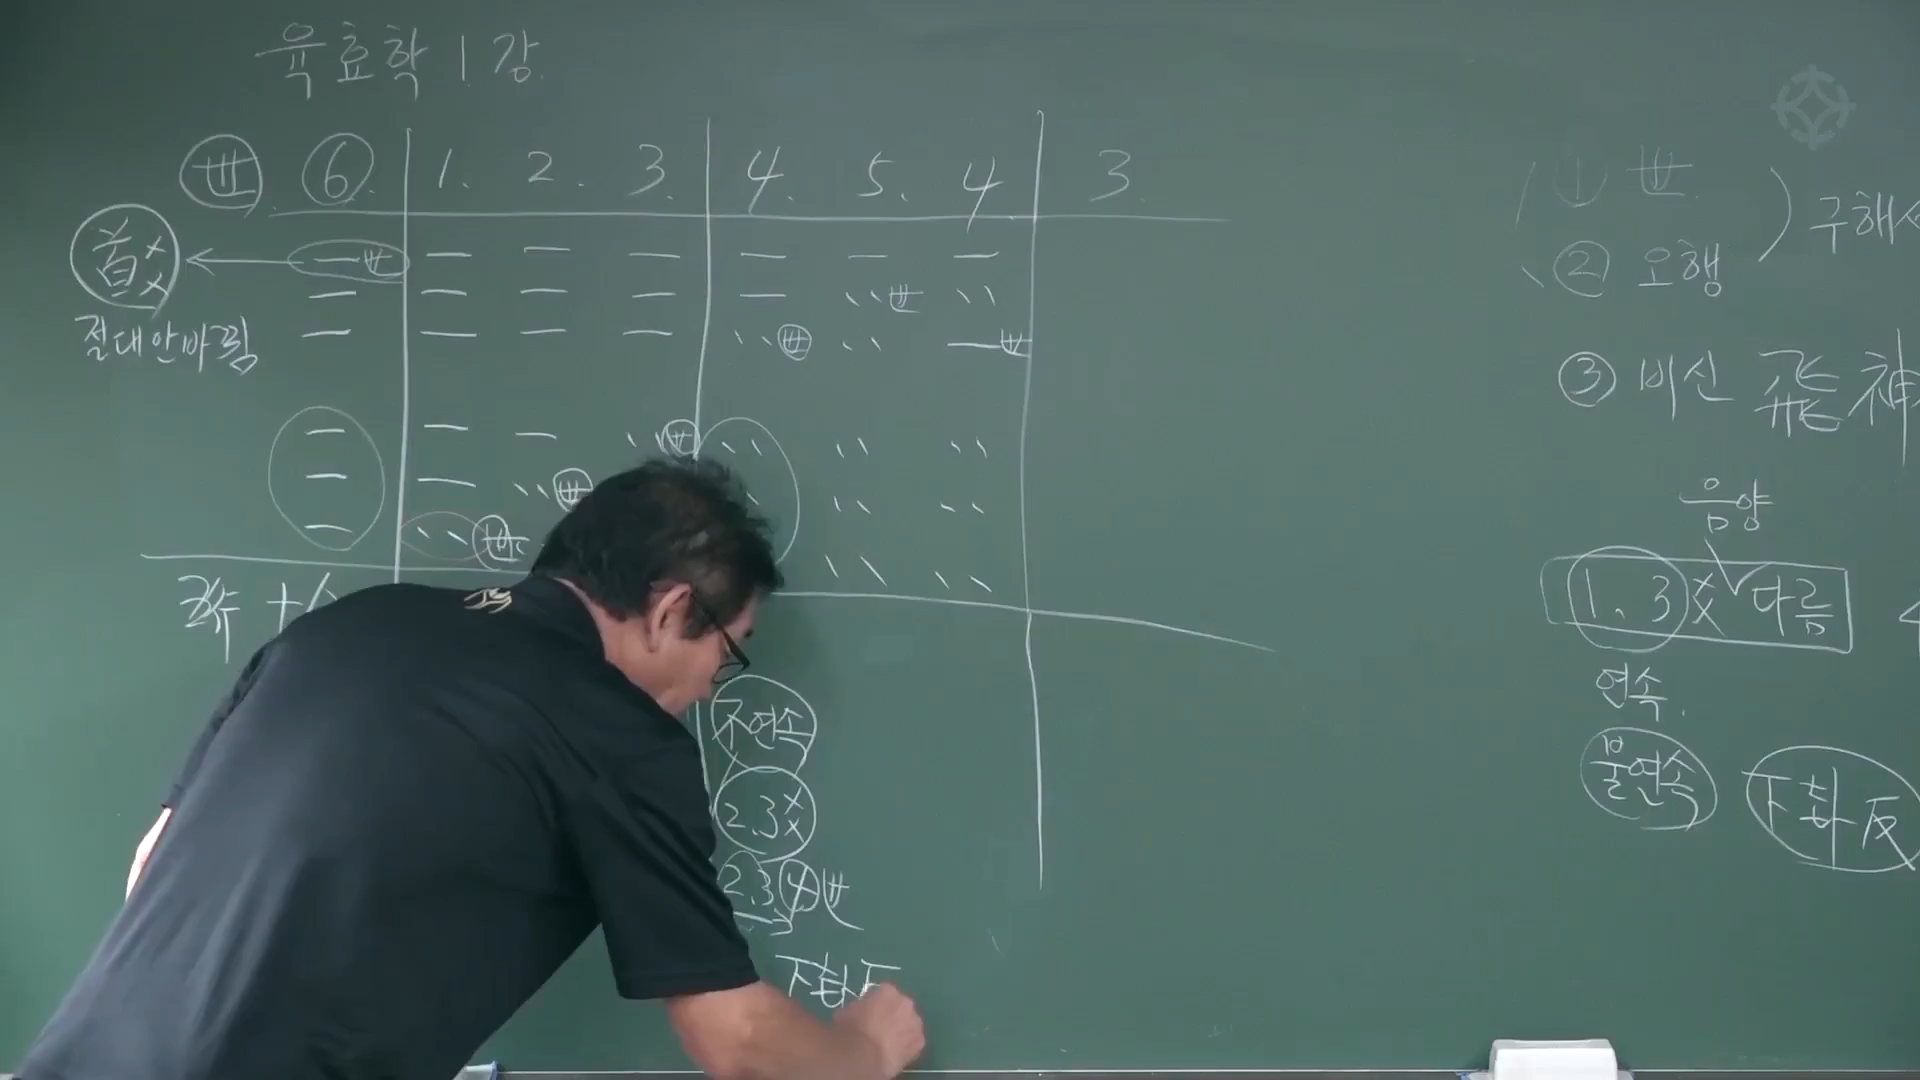 육효학 1강
世 6. 1. 2. 3. 4. 5. 4 3.
首爻 ← 世
世
世 世
절대안바뀜
世
世
世
不연속
2.3爻
2.3 4世
下卦
① 世
② 오행
구해서
③ 비신 飛神
음양
1. 3爻 다름
연속.
불연속
下卦反